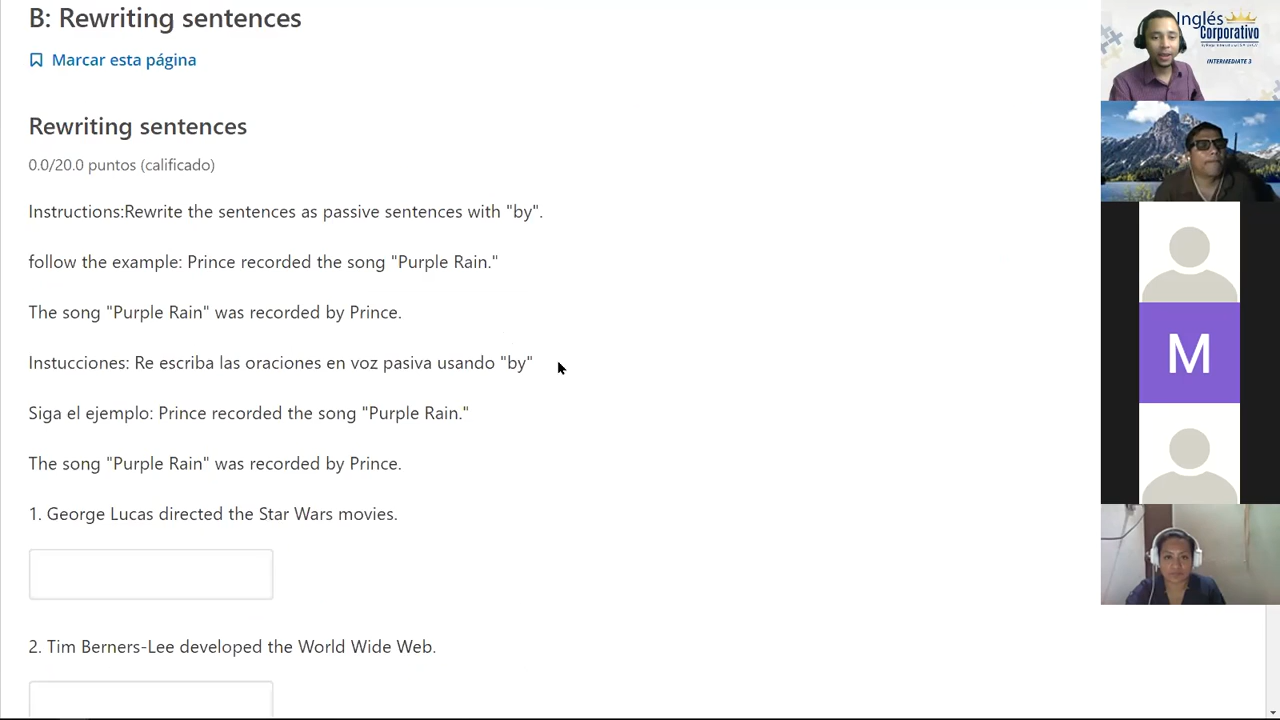 B: Rewriting sentences
Marcar esta página
Rewriting sentences
0.0/20.0 puntos (calificado)
Instructions:Rewrite the sentences as passive sentences with "by".
follow the example: Prince recorded the song "Purple Rain."
The song "Purple Rain" was recorded by Prince.
Instucciones: Re escriba las oraciones en voz pasiva usando "by"
Siga el ejemplo: Prince recorded the song "Purple Rain."
The song "Purple Rain" was recorded by Prince.
1. George Lucas directed the Star Wars movies.
2. Tim Berners-Lee developed the World Wide Web.
Inglés
Corporativo
INTERMEDIATE 3
M